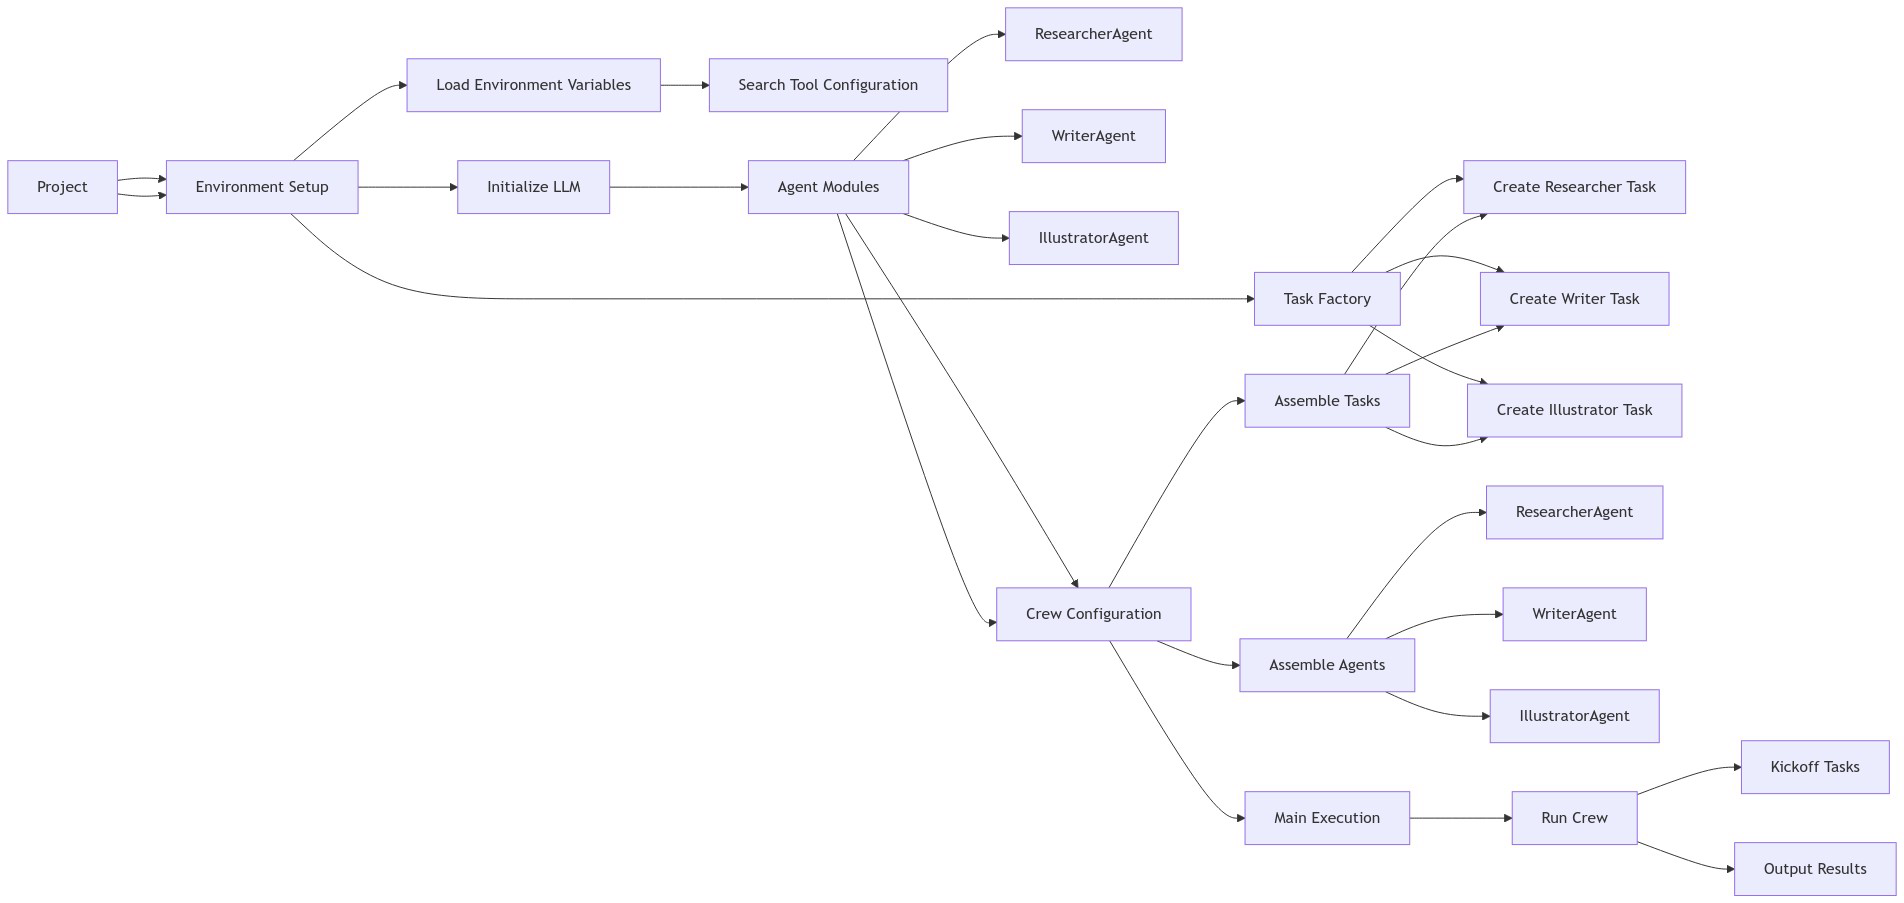 ResearcherAgent
Load Environment Variables
Search Tool Configuration
WriterAgent
Project
Environment Setup
Initialize LLM
Agent Modules
Create Researcher Task
IllustratorAgent
Task Factory
Create Writer Task
Assemble Tasks
Create Illustrator Task
ResearcherAgent
Crew Configuration
WriterAgent
Assemble Agents
IllustratorAgent
Kickoff Tasks
Main Execution
Run Crew
Output Results